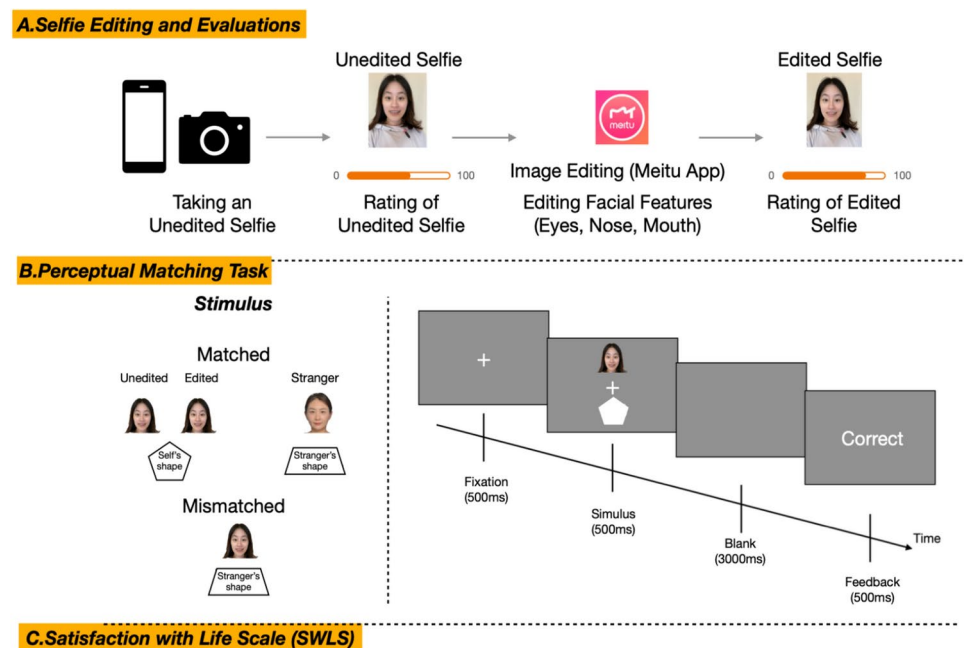 A.Selfie Editing and Evaluations
Unedited Selfie
Edited Selfie
meitu
0
100
Image Editing (Meitu App)
0
100
Taking an
Unedited Selfie
Rating of
Unedited Selfie
Editing Facial Features
(Eyes, Nose, Mouth)
Rating of Edited
Selfie
B.Perceptual Matching Task
Stimulus
Matched
Unedited
Edited
Stranger
Self's
shape
Stranger's
shape
Mismatched
Stranger's
shape
Correct
Fixation
(500ms)
Simulus
(500ms)
Blank
(3000ms)
Feedback
(500ms)
Time
C.Satisfaction with Life Scale (SWLS)